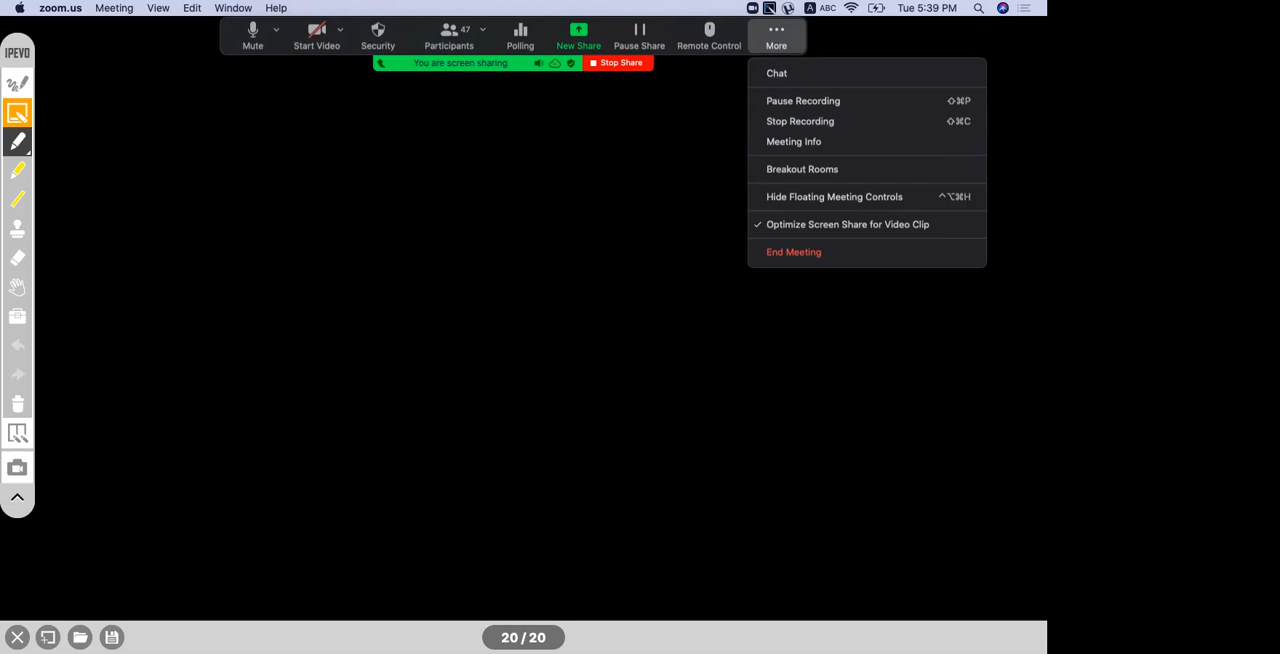 zoom.us Meeting View Edit Window Help A ABC Tue 5:39 PM
47
Mute Start Video Security Participants Polling New Share Pause Share Remote Control More
You are screen sharing Stop Share
IPEVO
Chat
Pause Recording ⇧⌘P
Stop Recording ⇧⌘C
Meeting Info
Breakout Rooms
Hide Floating Meeting Controls ^⌥⌘H
✓ Optimize Screen Share for Video Clip
End Meeting
20 / 20